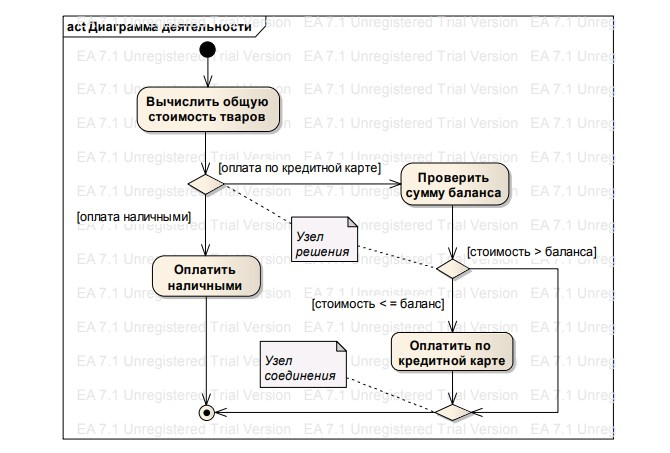 act Диаграмма деятельности
EA 7.1 Unregistered Trial Version
Вычислить общую
стоимость тваров
[оплата по кредитной карте]
Проверить
сумму баланса
[оплата наличными]
Узел
решения
[стоимость > баланса]
Оплатить
наличными
[стоимость < = баланс]
Оплатить по
кредитной карте
Узел
соединения